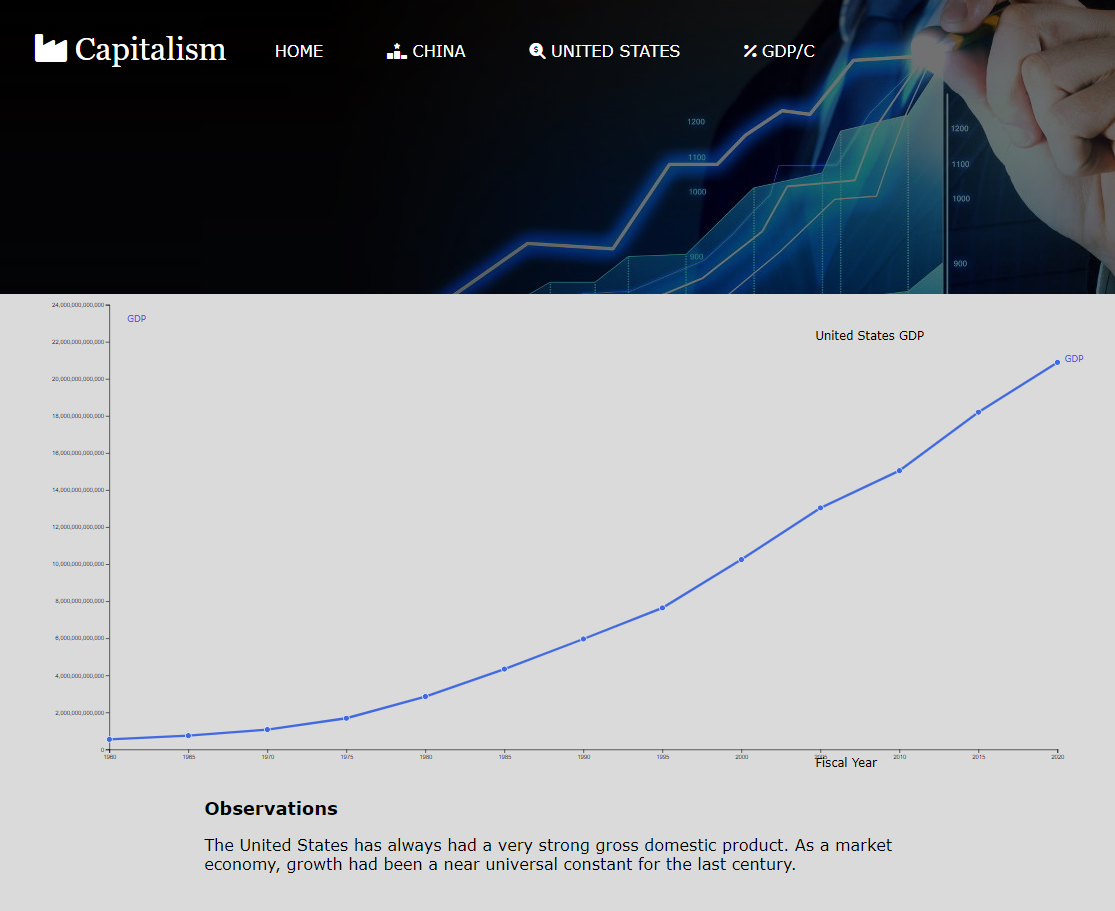 Capitalism HOME CHINA UNITED STATES GDP/C
1200
1200
1100
1100
1000
1000
900
900
24,000,000,000,000
GDP
United States GDP
22,000,000,000,000
GDP
20,000,000,000,000
18,000,000,000,000
16,000,000,000,000
14,000,000,000,000
12,000,000,000,000
10,000,000,000,000
8,000,000,000,000
6,000,000,000,000
4,000,000,000,000
2,000,000,000,000
0
1960 1965 1970 1975 1980 1985 1990 1995 2000 2005 2010 2015 2020
Fiscal Year
Observations
The United States has always had a very strong gross domestic product. As a market
economy, growth had been a near universal constant for the last century.